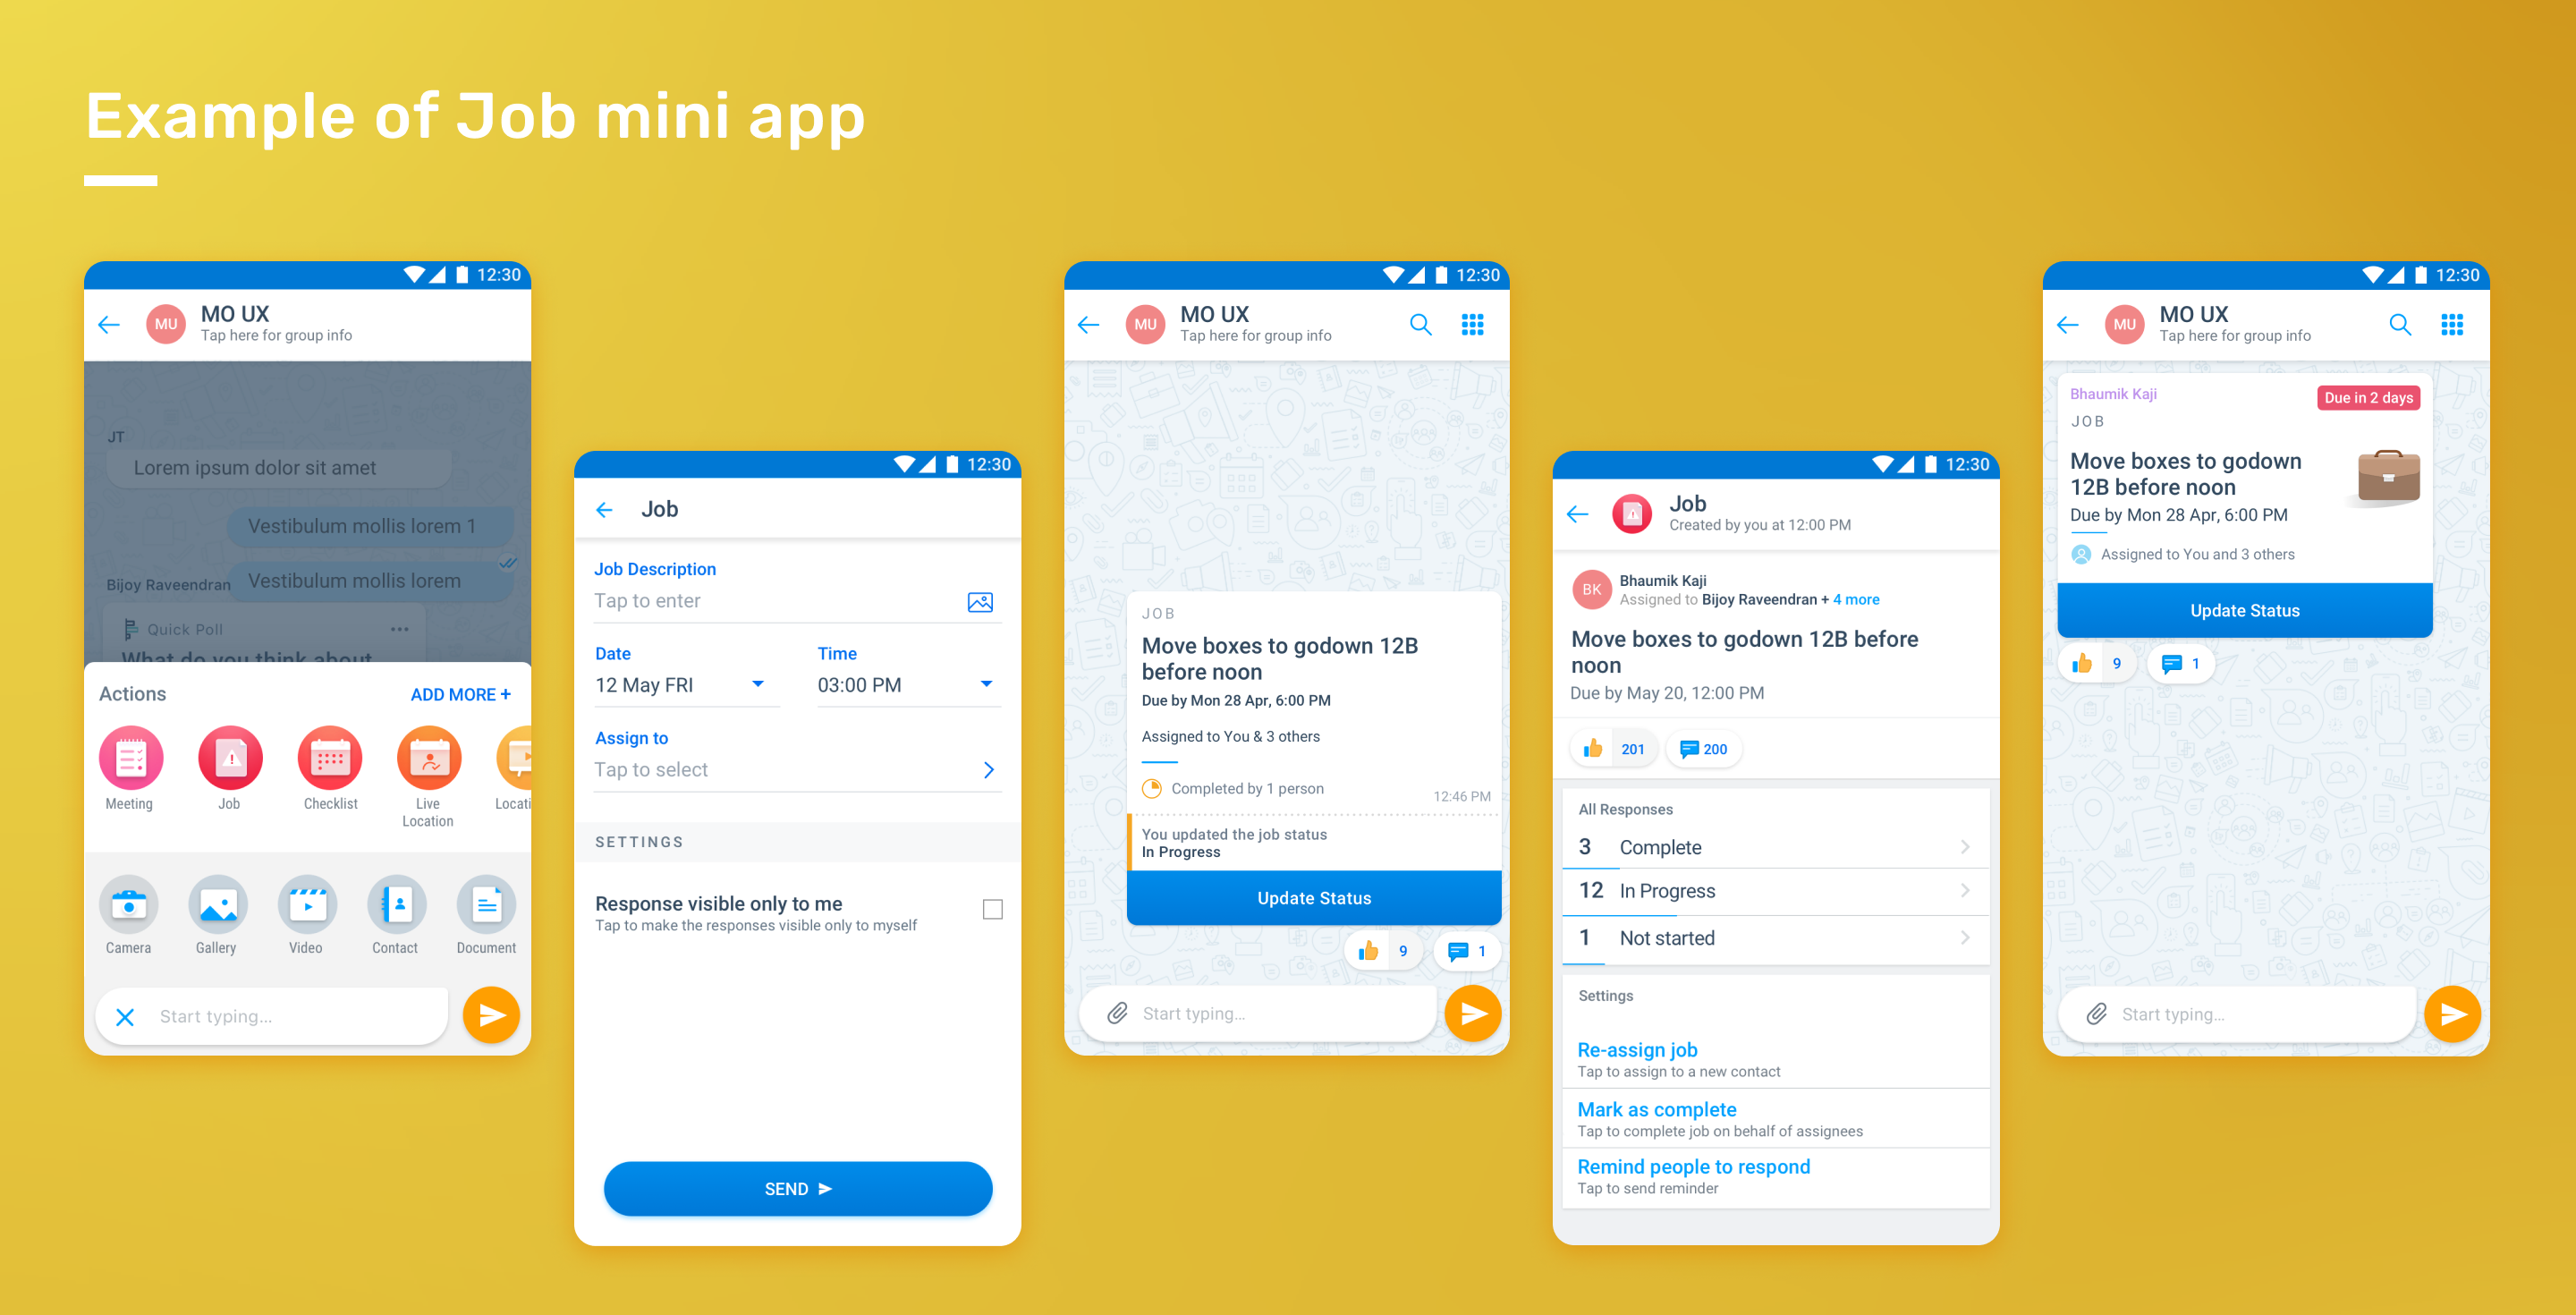 Example of Job mini app
12:30
MU
MO UX
Tap here for group info
JT
Lorem ipsum dolor sit amet
Vestibulum mollis lorem 1
Vestibulum mollis lorem
Bijoy Raveendran
Quick Poll
What do you think about
Actions
ADD MORE +
Meeting
Job
Checklist
Live
Location
Locati
Camera
Gallery
Video
Contact
Document
Start typing...
12:30
Job
Job Description
Tap to enter
Date
Time
12 May FRI
03:00 PM
Assign to
Tap to select
SETTINGS
Response visible only to me
Tap to make the responses visible only to myself
SEND
12:30
MU
MO UX
Tap here for group info
JOB
Move boxes to godown 12B
before noon
Due by Mon 28 Apr, 6:00 PM
Assigned to You & 3 others
Completed by 1 person
12:46 PM
You updated the job status
In Progress
Update Status
9
1
Start typing...
12:30
Job
Created by you at 12:00 PM
BK
Bhaumik Kaji
Assigned to Bijoy Raveendran + 4 more
Move boxes to godown 12B before
noon
Due by May 20, 12:00 PM
201
200
All Responses
3 Complete
12 In Progress
1 Not started
Settings
Re-assign job
Tap to assign to a new contact
Mark as complete
Tap to complete job on behalf of assignees
Remind people to respond
Tap to send reminder
12:30
MU
MO UX
Tap here for group info
Bhaumik Kaji
Due in 2 days
JOB
Move boxes to godown
12B before noon
Due by Mon 28 Apr, 6:00 PM
Assigned to You and 3 others
Update Status
9
1
Start typing...